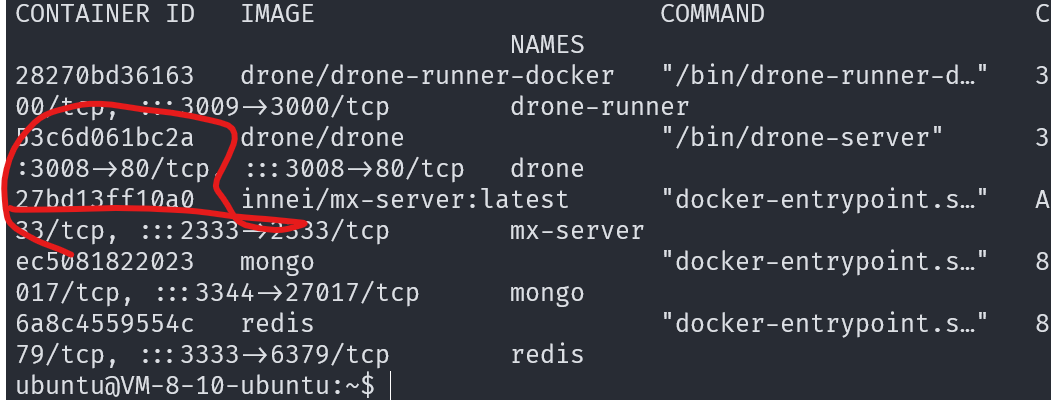 CONTAINER ID IMAGE COMMAND C
NAMES
28270bd36163 drone/drone-runner-docker "/bin/drone-runner-d…" 3
00/tcp, :::3009->3000/tcp drone-runner
53c6d061bc2a drone/drone "/bin/drone-server" 3
:3008->80/tcp, :::3008->80/tcp drone
27bd13ff10a0 innei/mx-server:latest "docker-entrypoint.s…" A
33/tcp, :::2333->2333/tcp mx-server
ec5081822023 mongo "docker-entrypoint.s…" 8
017/tcp, :::3344->27017/tcp mongo
6a8c4559554c redis "docker-entrypoint.s…" 8
79/tcp, :::3333->6379/tcp redis
ubuntu@VM-8-10-ubuntu:~$